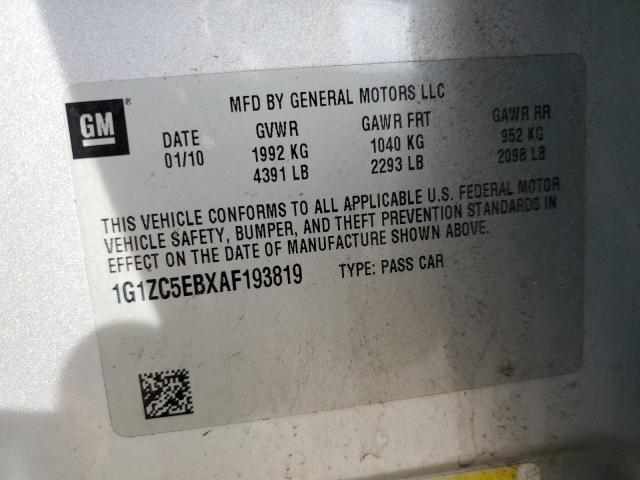 MFD BY GENERAL MOTORS LLC
GM®
DATE GVWR GAWR FRT GAWR RR
01/10 1992 KG 1040 KG 952 KG
4391 LB 2293 LB 2098 LB
THIS VEHICLE CONFORMS TO ALL APPLICABLE U.S. FEDERAL MOTOR
VEHICLE SAFETY, BUMPER, AND THEFT PREVENTION STANDARDS IN
EFFECT ON THE DATE OF MANUFACTURE SHOWN ABOVE.
1G1ZC5EBXAF193819 TYPE: PASS CAR